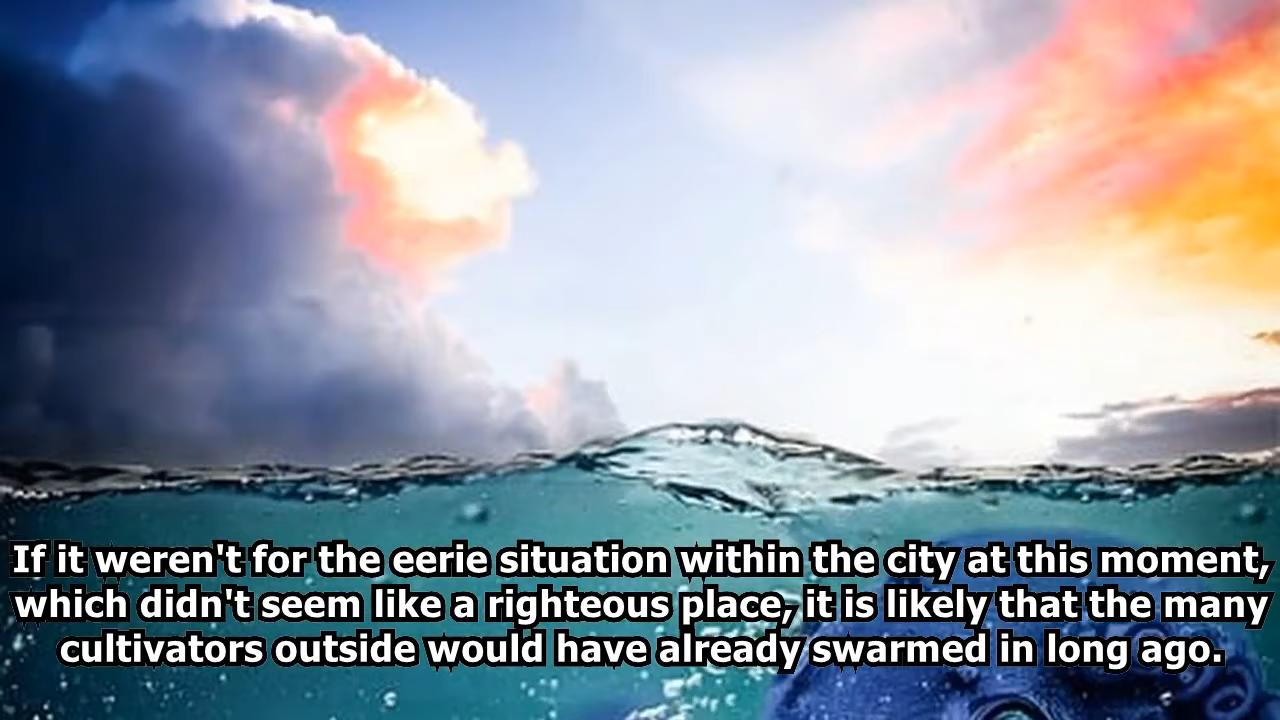 If it weren't for the eerie situation within the city at this moment,
which didn't seem like a righteous place, it is likely that the many
cultivators outside would have already swarmed in long ago.